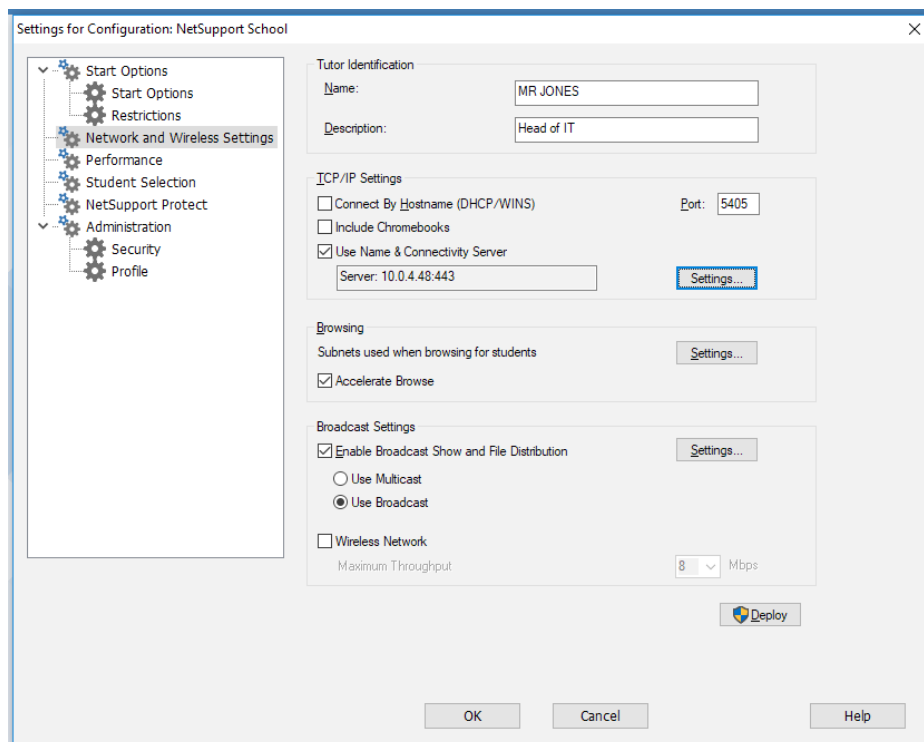 Settings for Configuration: NetSupport School
Start Options
Start Options
Restrictions
Network and Wireless Settings
Performance
Student Selection
NetSupport Protect
Administration
Security
Profile
Tutor Identification
Name: MR JONES
Description: Head of IT
TCP/IP Settings
Connect By Hostname (DHCP/WINS) Port: 5405
Include Chromebooks
Use Name & Connectivity Server
Server: 10.0.4.48:443 Settings...
Browsing
Subnets used when browsing for students Settings...
Accelerate Browse
Broadcast Settings
Enable Broadcast Show and File Distribution Settings...
Use Multicast
Use Broadcast
Wireless Network
Maximum Throughput 8 Mbps
Deploy
OK Cancel Help